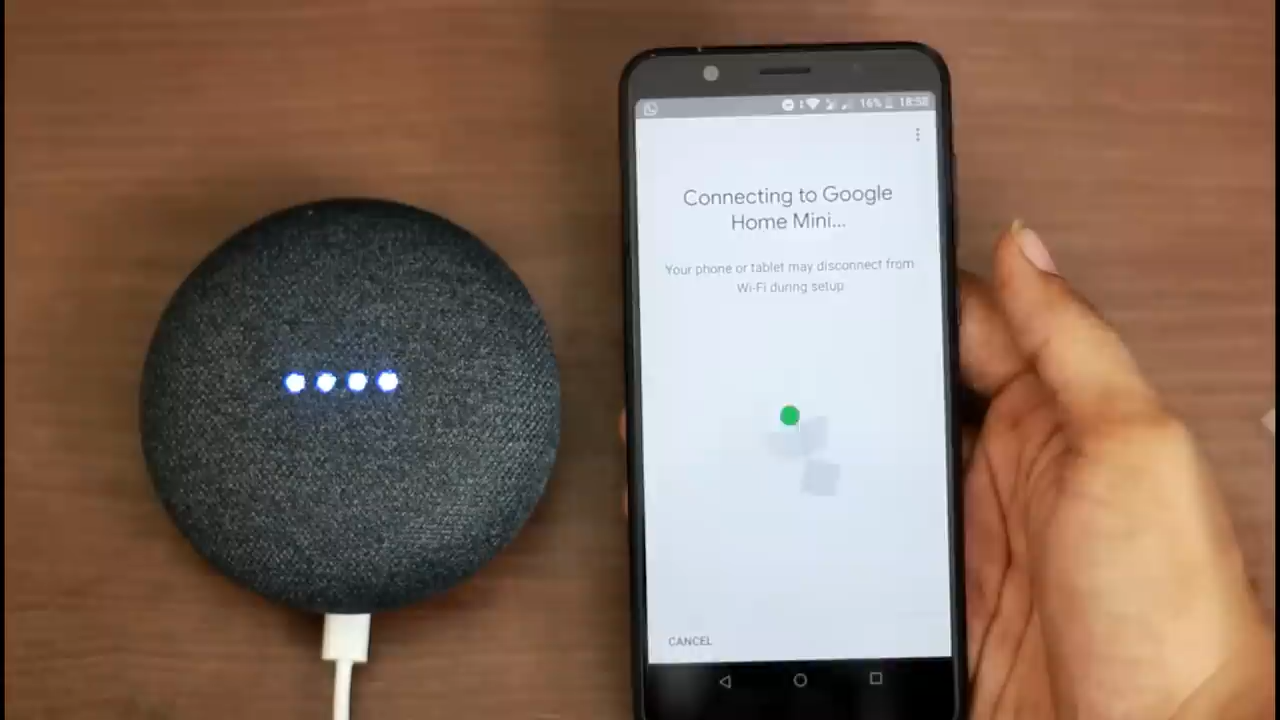 16% 18:58
Connecting to Google
Home Mini...
Your phone or tablet may disconnect from
Wi-Fi during setup
CANCEL